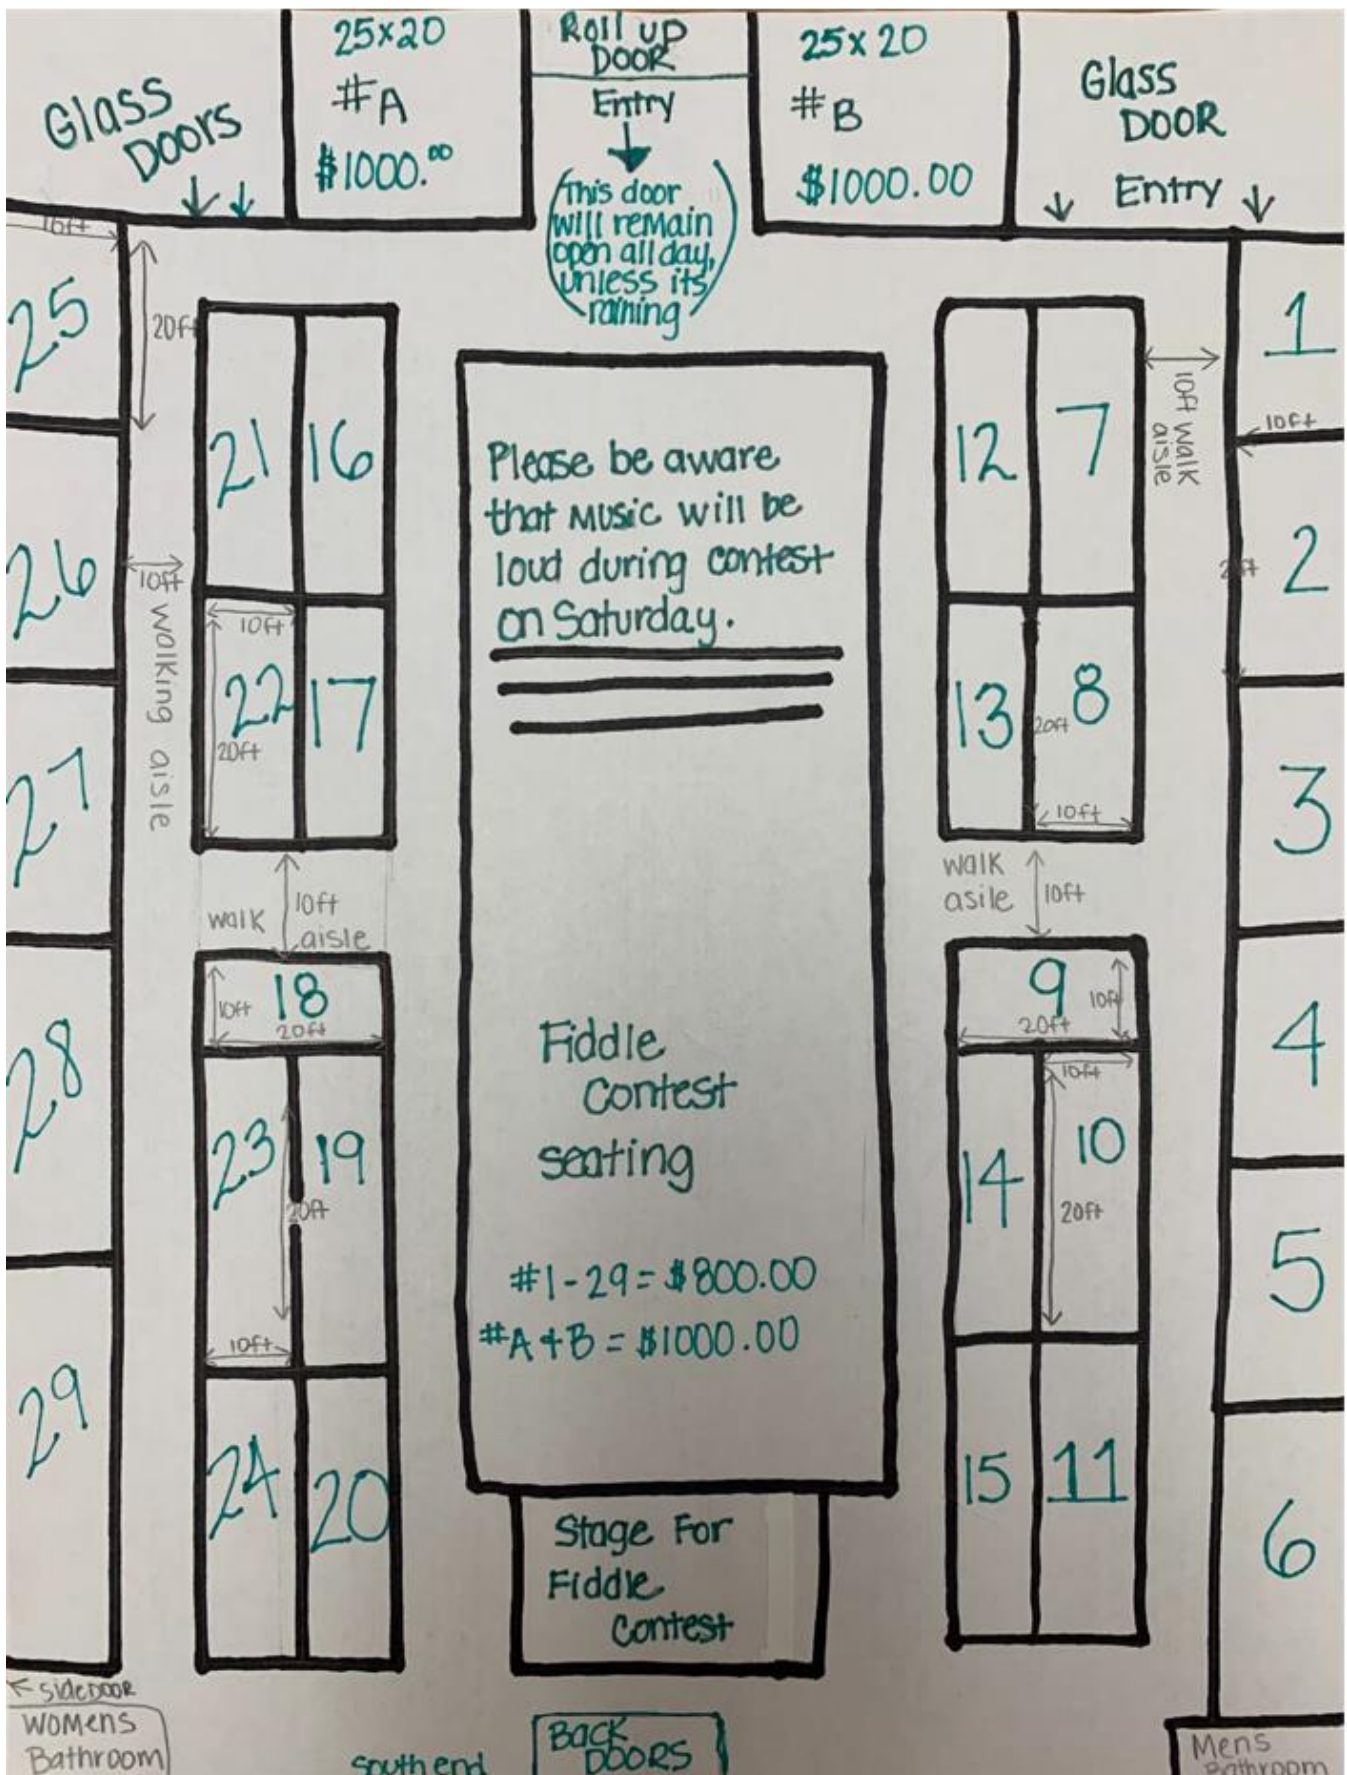 Glass
Doors
25x20
#A
$1000.00
Roll up
DOOR
Entry
(This door
will remain
open all day,
unless its
raining)
25x20
#B
$1000.00
Glass
DOOR
Entry
10ft
25
20ft
26
10ft
walking aisle
27
28
29
21
16
10ft
22
17
20ft
walk
10ft
aisle
18
10ft
20ft
23
19
20ft
10ft
24
20
Please be aware
that music will be
loud during contest
on Saturday.
Fiddle
Contest
seating
#1-29=$800.00
#A+B=$1000.00
Stage For
Fiddle
Contest
12
7
13
8
20ft
10ft
walk
asile
10ft
9
10ft
20ft
10ft
14
10
20ft
15
11
10ft walk
aisle
1
10ft
2
3
4
5
6
sideDOOR
Womens
Bathroom
South end
BACK
DOORS
Mens
Bathroom